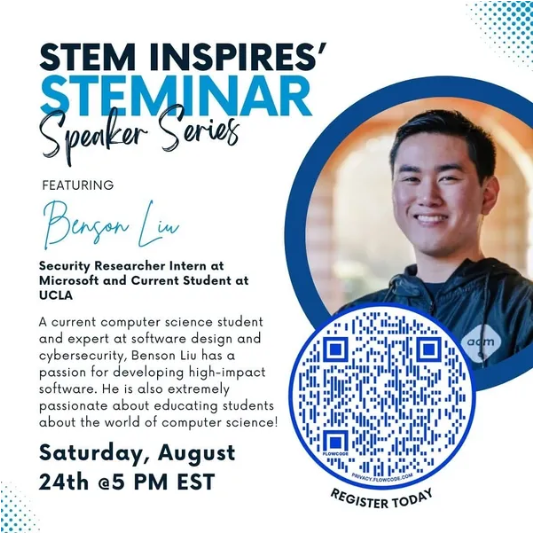 STEM INSPIRES’
STEMINAR
Speaker Series
FEATURING
Benson Liu
Security Researcher Intern at
Microsoft and Current Student at
UCLA
A current computer science student
and expert at software design and
cybersecurity, Benson Liu has a
passion for developing high-impact
software. He is also extremely
passionate about educating students
about the world of computer science!
Saturday, August
24th @5 PM EST
acm
FLOWCODE
PRIVACY.FLOWCODE.COM
REGISTER TODAY